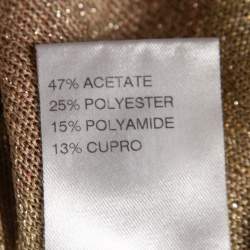 47% ACETATE
25% POLYESTER
15% POLYAMIDE
13% CUPRO